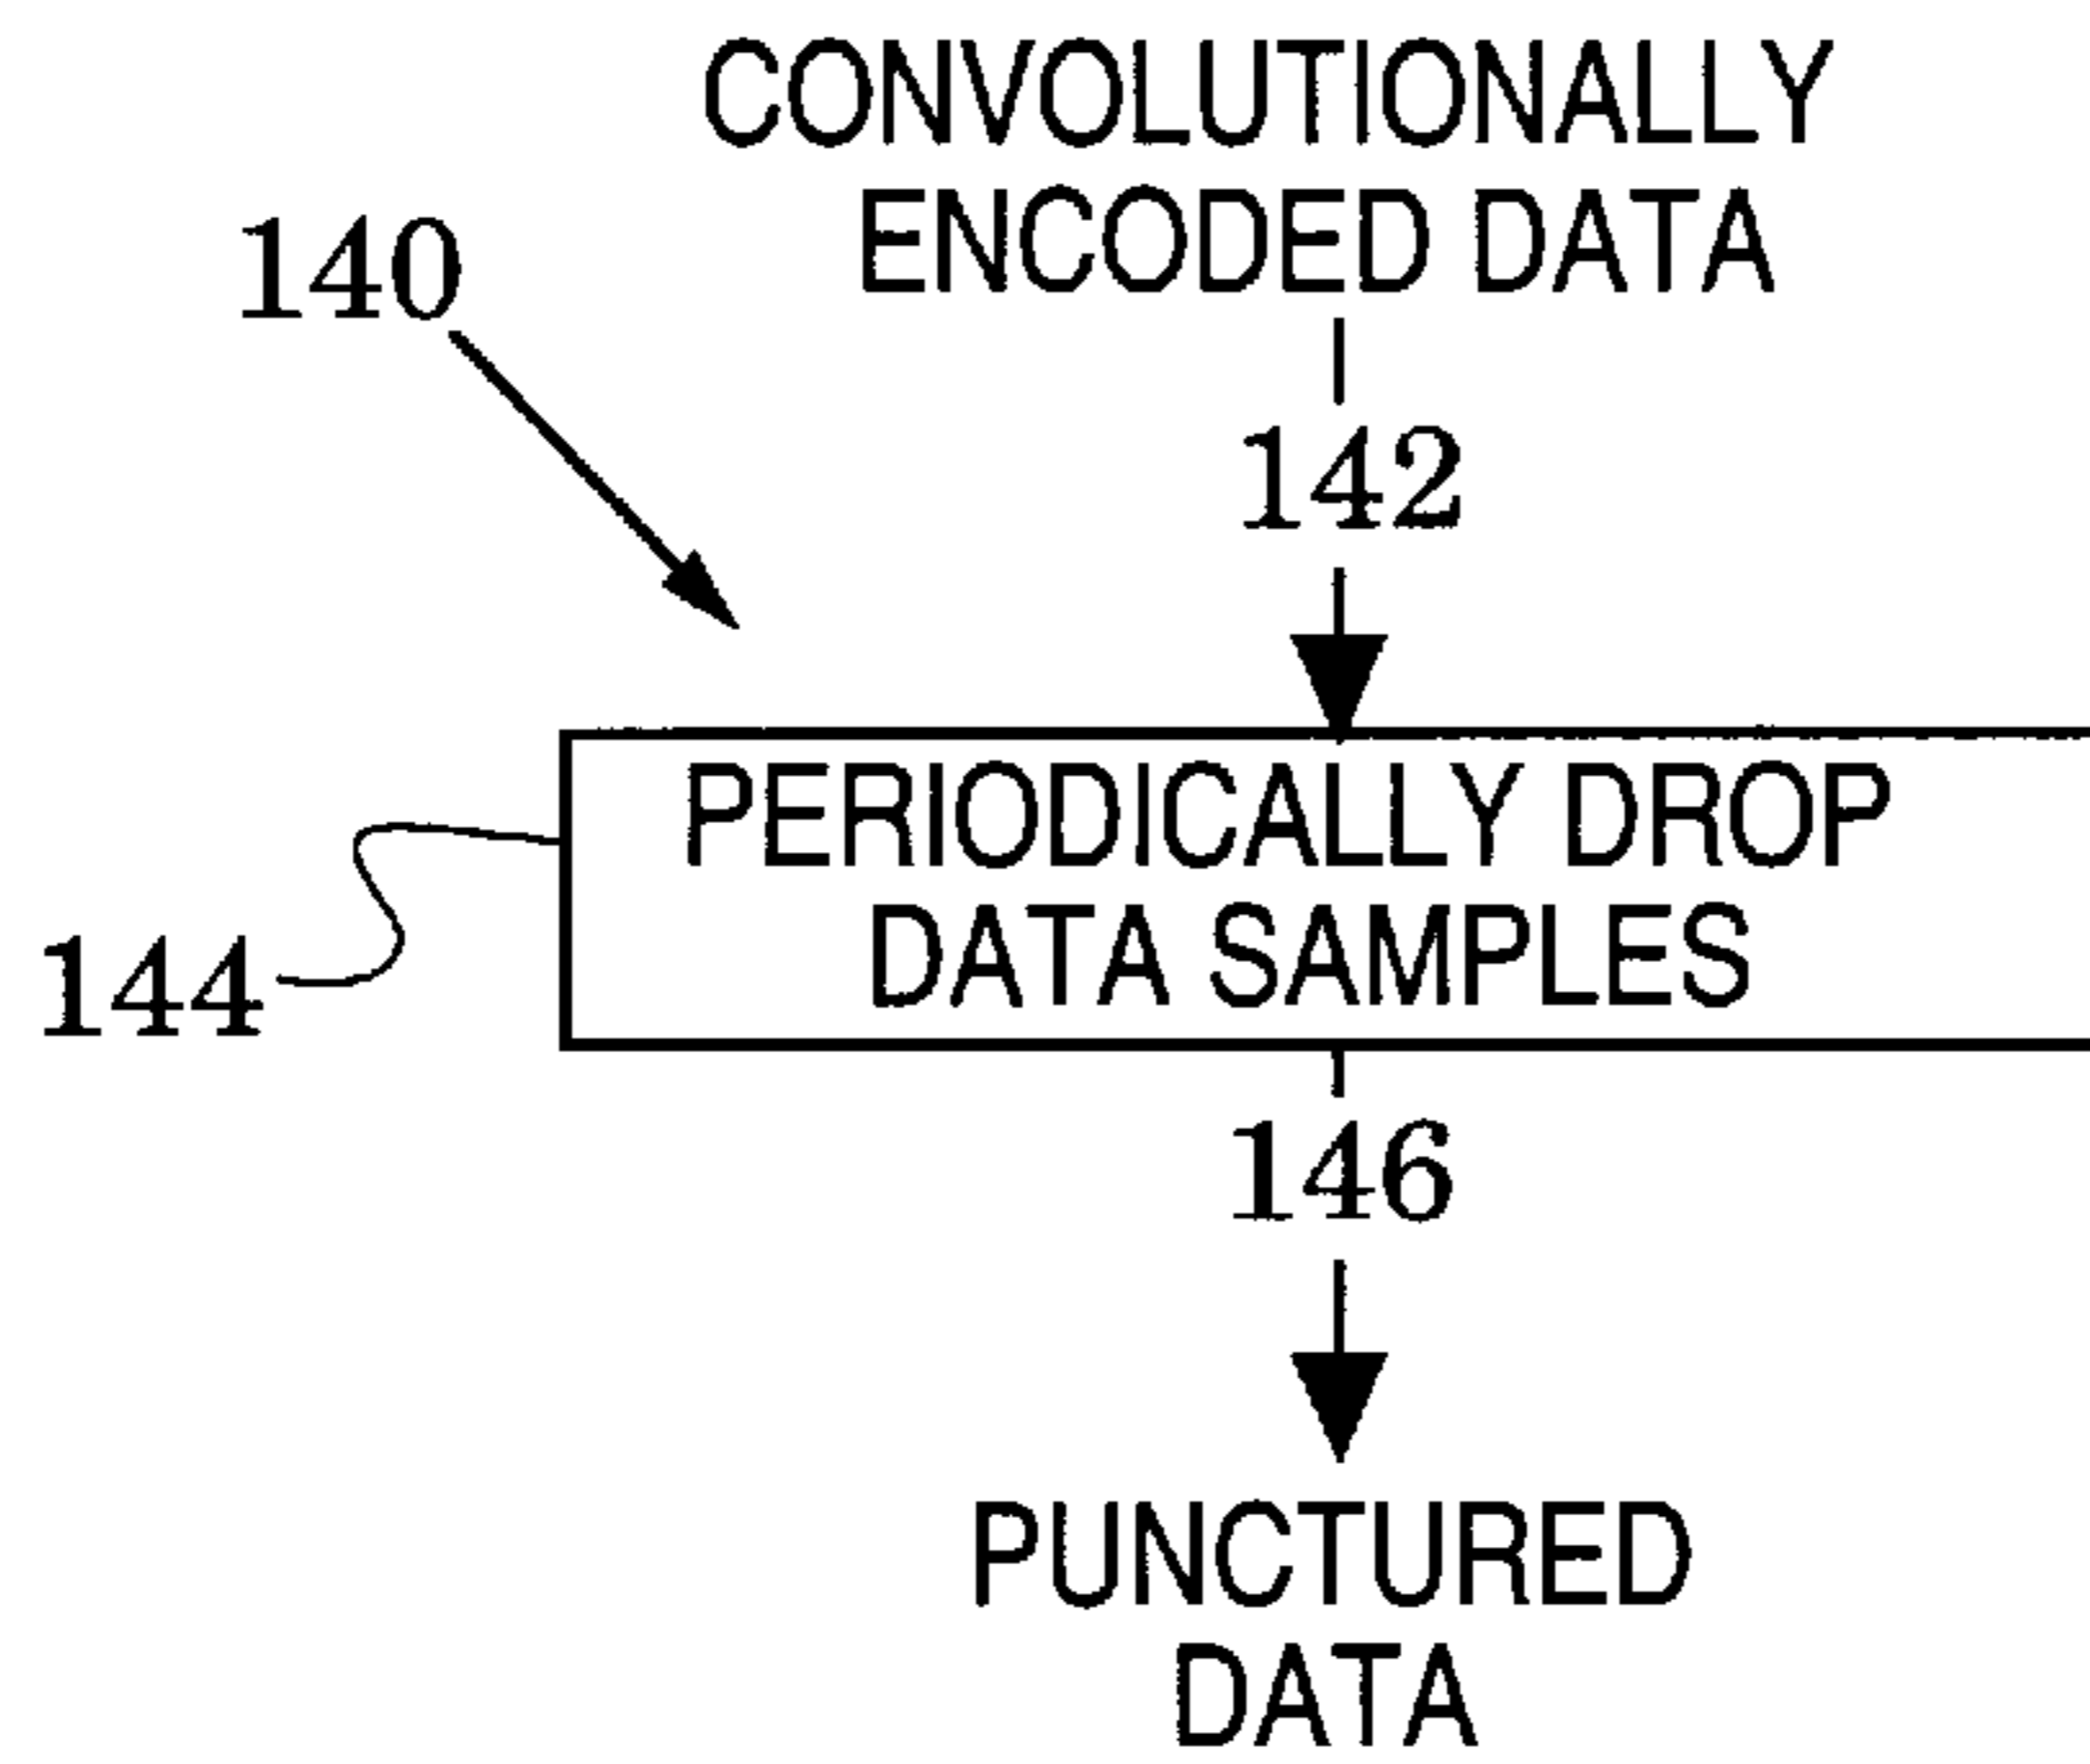 CONVOLUTIONALLY
ENCODED DATA
140
142
PERIODICALLY DROP
DATA SAMPLES
144
146
PUNCTURED
DATA